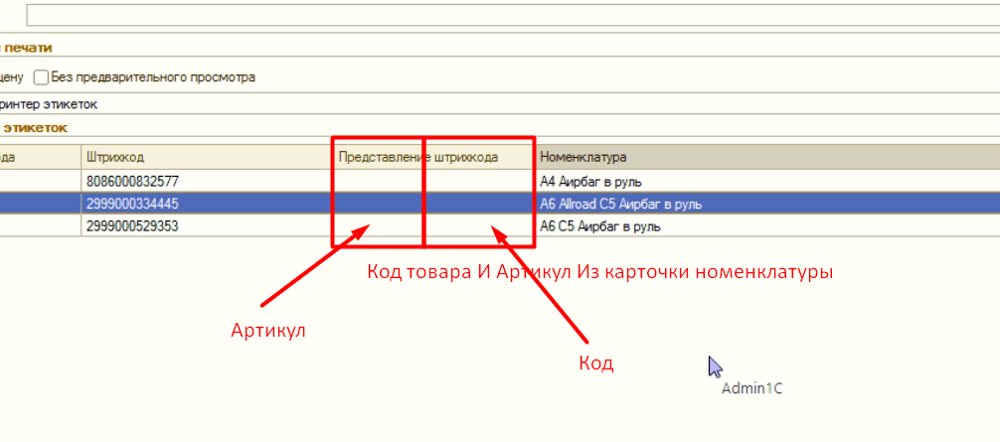 печати
цену Без предварительного просмотра
ринтер этикеток
этикеток
ода Штрихкод Представление штрихкода Номенклатура
8086000832577 А4 Аирбаг в руль
2999000334445 А6 Allroad С5 Аирбаг в руль
2999000529353 А6 С5 Аирбаг в руль
Код товара И Артикул Из карточки номенклатуры
Артикул
Код
Admin1C